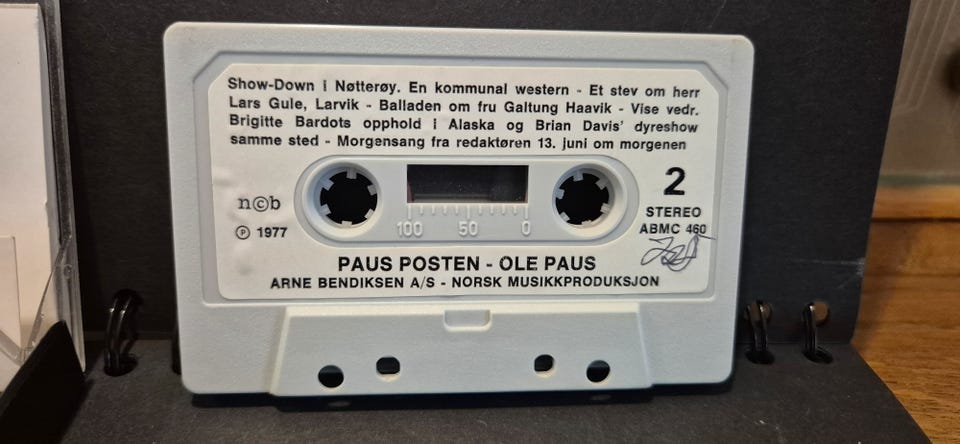 Show-Down i Nøtterøy. En kommunal western - Et stev om herr
Lars Gule, Larvik - Balladen om fru Galtung Haavik - Vise vedr.
Brigitte Bardots opphold i Alaska og Brian Davis' dyreshow
samme sted - Morgensang fra redaktøren 13. juni om morgenen
2
n©b
STEREO
℗ 1977
100 50 0
ABMC 460
PAUS POSTEN - OLE PAUS
ARNE BENDIKSEN A/S - NORSK MUSIKKPRODUKSJON